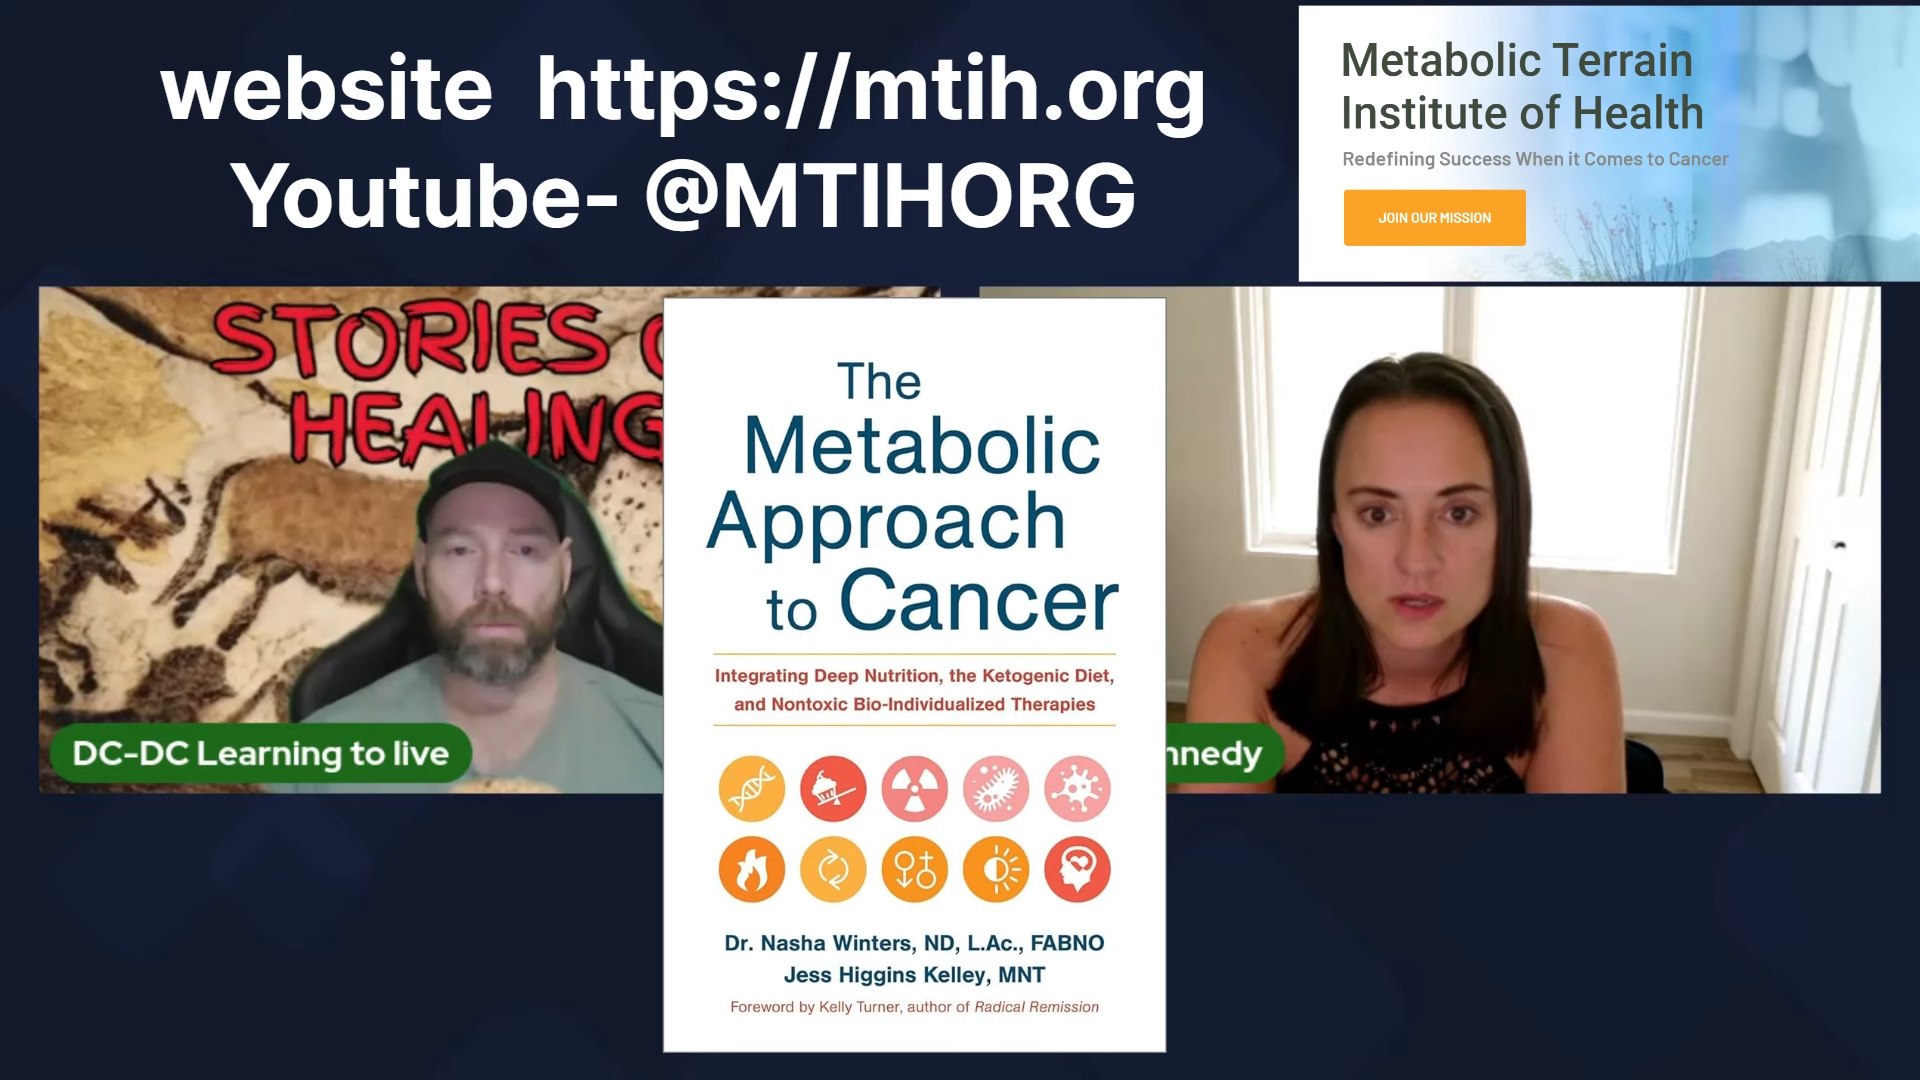 website https://mtih.org
Youtube- @MTIHORG
Metabolic Terrain
Institute of Health
Redefining Success When it Comes to Cancer
JOIN OUR MISSION
STORIES
HEALING
DC-DC Learning to live
The
Metabolic
Approach
to Cancer
Integrating Deep Nutrition, the Ketogenic Diet,
and Nontoxic Bio-Individualized Therapies
Dr. Nasha Winters, ND, L.Ac., FABNO
Jess Higgins Kelley, MNT
Foreword by Kelly Turner, author of Radical Remission
nnedy